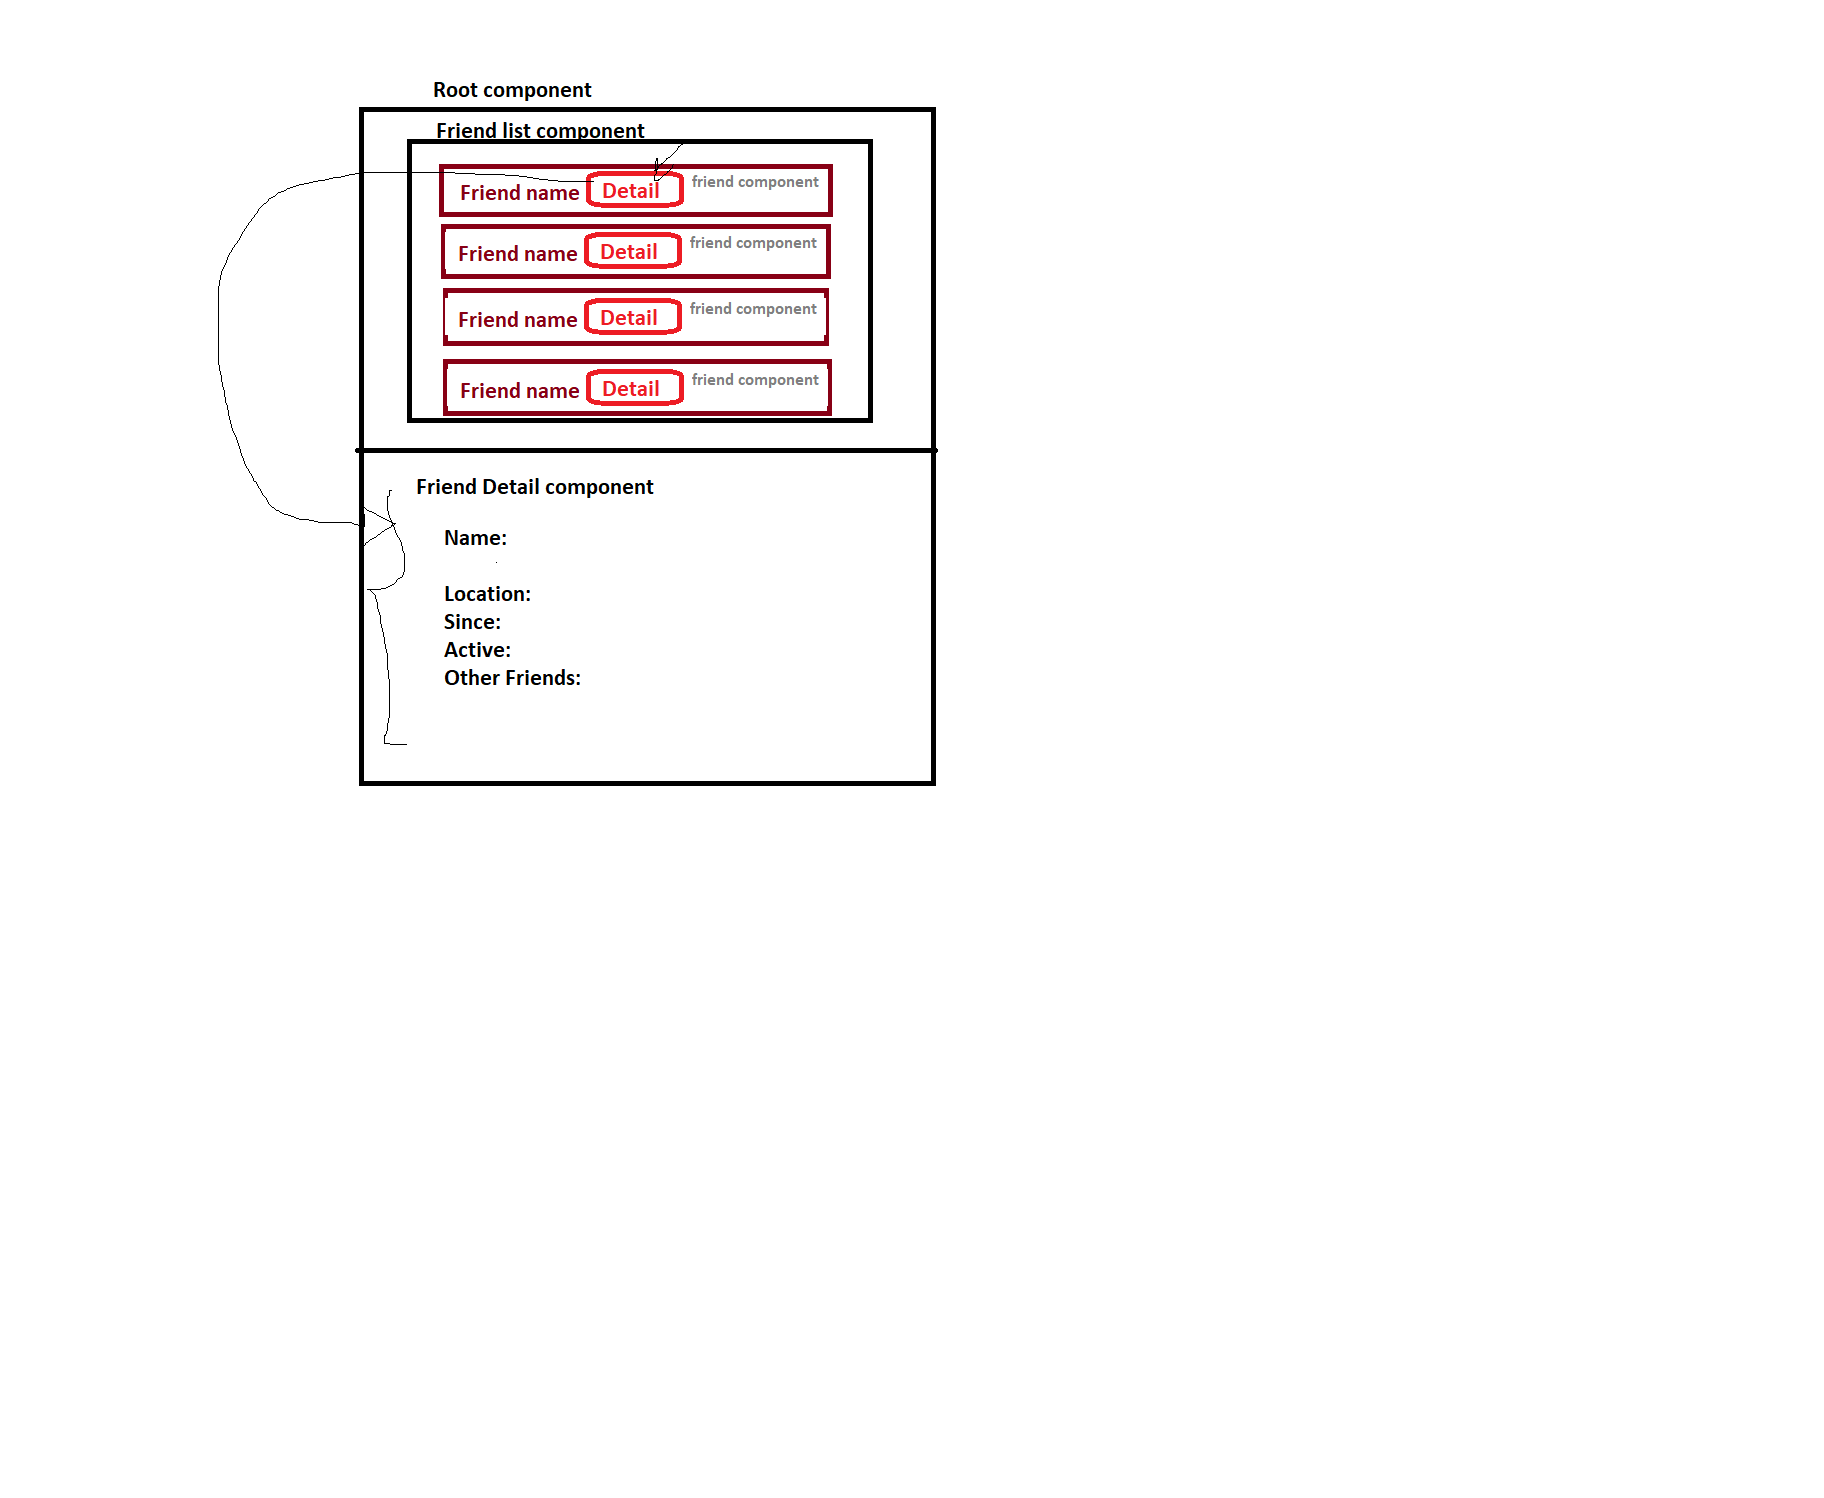 Root component
Friend list component
Friend name Detail friend component
Friend name Detail friend component
Friend name Detail friend component
Friend name Detail friend component
Friend Detail component
Name:
Location:
Since:
Active:
Other Friends: